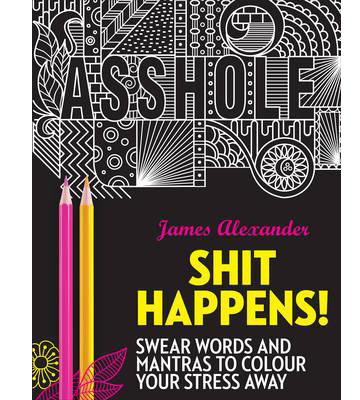 ASSHOLE
James Alexander
SHIT
HAPPENS!
SWEAR WORDS AND
MANTRAS TO COLOUR
YOUR STRESS AWAY